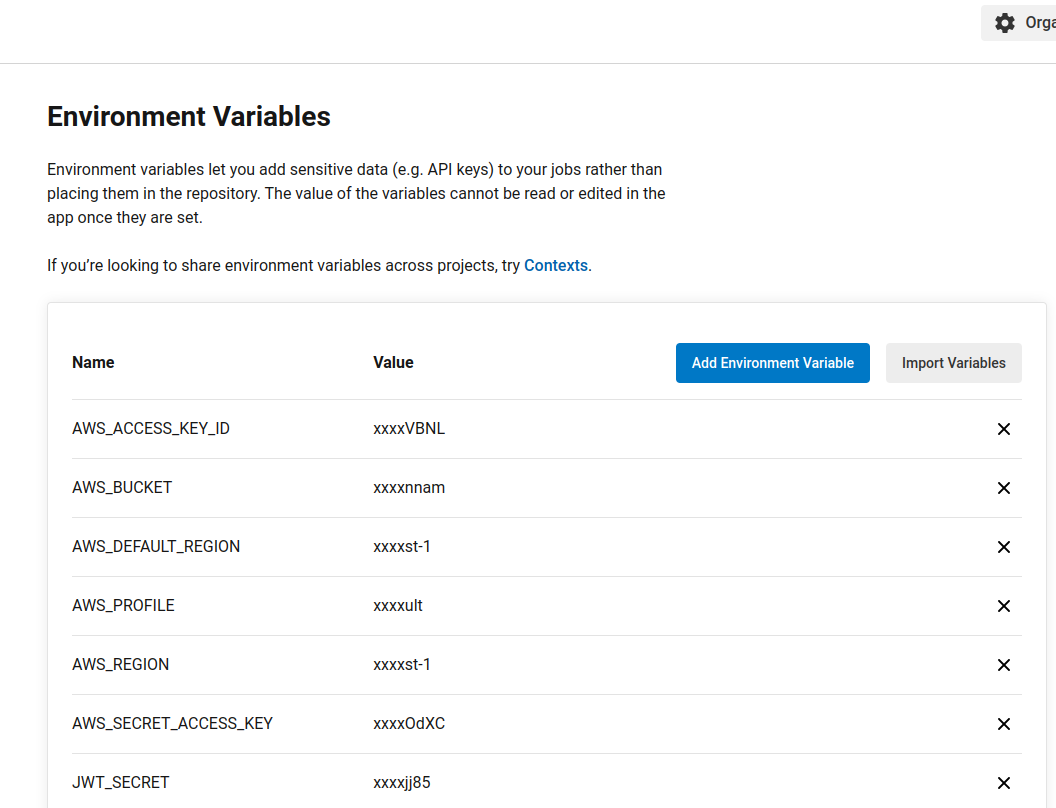 Orga
Environment Variables
Environment variables let you add sensitive data (e.g. API keys) to your jobs rather than
placing them in the repository. The value of the variables cannot be read or edited in the
app once they are set.
If you’re looking to share environment variables across projects, try Contexts.
Name Value Add Environment Variable Import Variables
AWS_ACCESS_KEY_ID xxxxVBNL
AWS_BUCKET xxxxnnam
AWS_DEFAULT_REGION xxxxst-1
AWS_PROFILE xxxxult
AWS_REGION xxxxst-1
AWS_SECRET_ACCESS_KEY xxxxOdXC
JWT_SECRET xxxxjj85